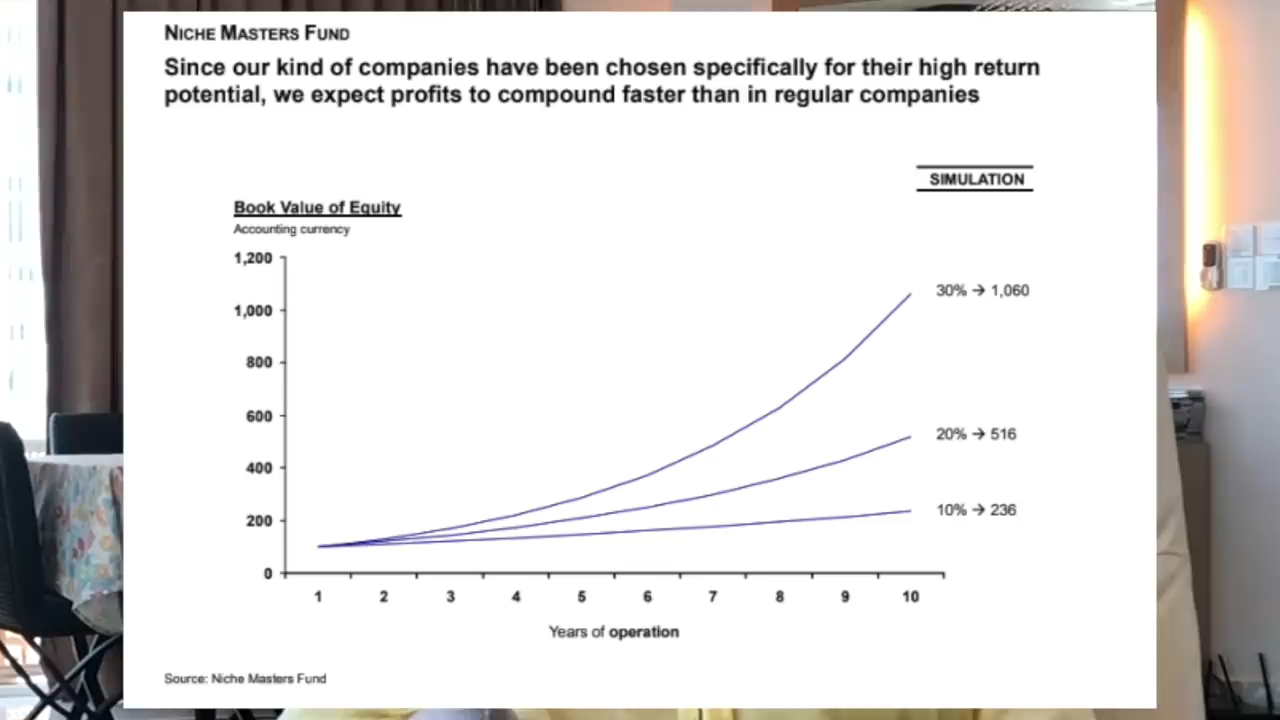 NICHE MASTERS FUND
Since our kind of companies have been chosen specifically for their high return
potential, we expect profits to compound faster than in regular companies
SIMULATION
Book Value of Equity
Accounting currency
1,200
1,000
800
600
400
200
0
30% → 1,060
20% → 516
10% → 236
1 2 3 4 5 6 7 8 9 10
Years of operation
Source: Niche Masters Fund